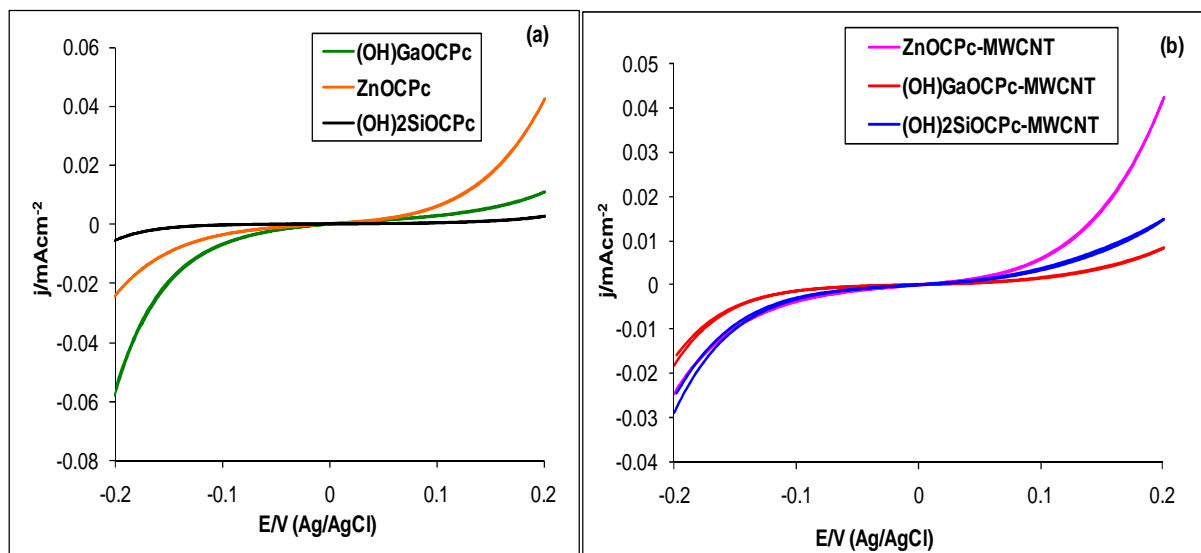 (a)
(OH)GaOCPc
ZnOCPc
(OH)2SiOCPc
0.06
0.04
0.02
0
-0.02
-0.04
-0.06
-0.08
j/mAcm-2
-0.2 -0.1 0 0.1 0.2
E/V (Ag/AgCl)
(b)
ZnOCPc-MWCNT
(OH)GaOCPc-MWCNT
(OH)2SiOCPc-MWCNT
0.05
0.04
0.03
0.02
0.01
0
-0.01
-0.02
-0.03
-0.04
j/mAcm-2
-0.2 -0.1 0 0.1 0.2
E/V (Ag/AgCl)